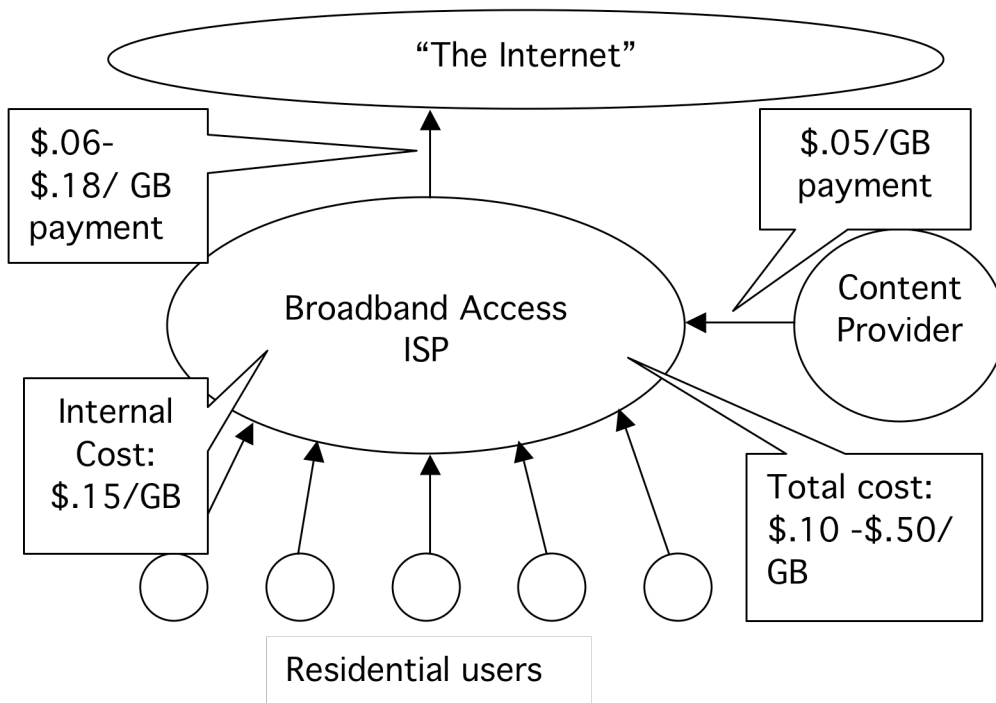 “The Internet”
$.06-
$.18/ GB
payment
$.05/GB
payment
Content
Provider
Broadband Access
ISP
Internal
Cost:
$.15/GB
Total cost:
$.10 -$.50/
GB
Residential users